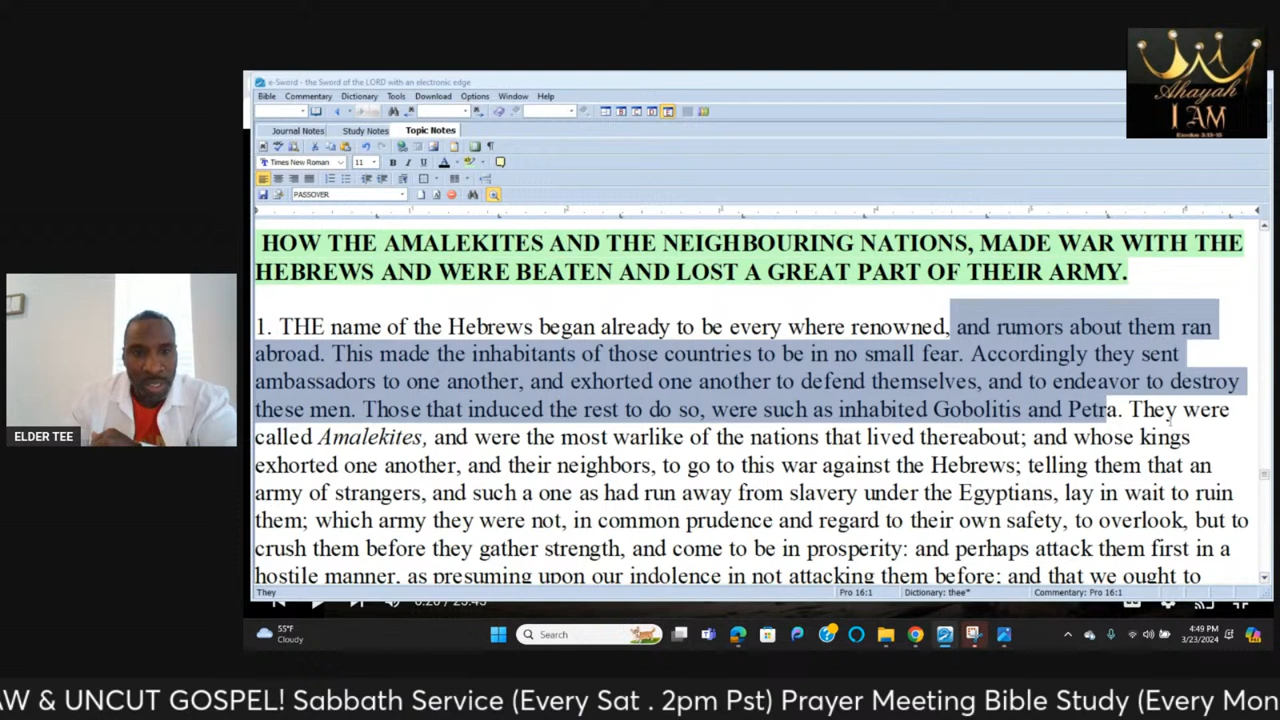 e-Sword - the Sword of the LORD with an electronic edge
Bible Commentary Dictionary Tools Download Options Window Help
Journal Notes Study Notes Topic Notes
Times New Roman 11 B I U A
PASSOVER
HOW THE AMALEKITES AND THE NEIGHBOURING NATIONS, MADE WAR WITH THE
HEBREWS AND WERE BEATEN AND LOST A GREAT PART OF THEIR ARMY.
1. THE name of the Hebrews began already to be every where renowned, and rumors about them ran
abroad. This made the inhabitants of those countries to be in no small fear. Accordingly they sent
ambassadors to one another, and exhorted one another to defend themselves, and to endeavor to destroy
these men. Those that induced the rest to do so, were such as inhabited Gobolitis and Petra. They were
called Amalekites, and were the most warlike of the nations that lived thereabout; and whose kings
exhorted one another, and their neighbors, to go to this war against the Hebrews; telling them that an
army of strangers, and such a one as had run away from slavery under the Egyptians, lay in wait to ruin
them; which army they were not, in common prudence and regard to their own safety, to overlook, but to
crush them before they gather strength, and come to be in prosperity: and perhaps attack them first in a
hostile manner, as presuming upon our indolence in not attacking them before; and that we ought to
They Pro 16:1 Dictionary: thee* Commentary: Pro 16:1
Ahayah
I AM
Exodus 3:13-15
ELDER TEE
55°F
Cloudy
Search
4:49 PM
3/23/2024
AW & UNCUT GOSPEL! Sabbath Service (Every Sat . 2pm Pst) Prayer Meeting Bible Study (Every Mon